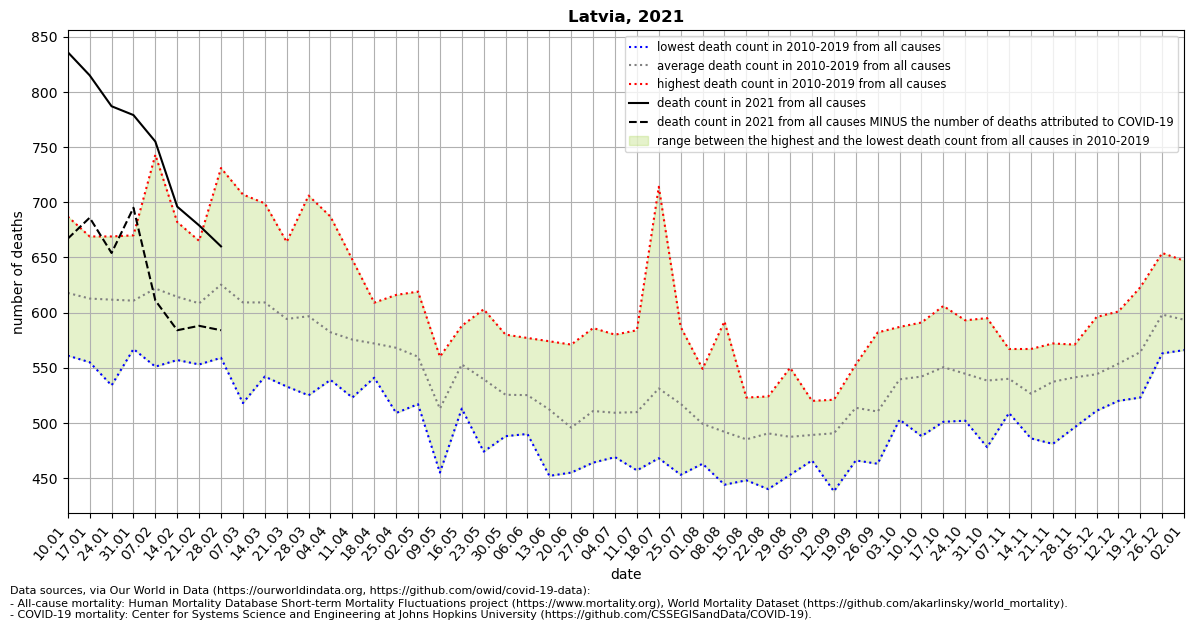 Latvia, 2021
lowest death count in 2010-2019 from all causes
average death count in 2010-2019 from all causes
highest death count in 2010-2019 from all causes
death count in 2021 from all causes
death count in 2021 from all causes MINUS the number of deaths attributed to COVID-19
range between the highest and the lowest death count from all causes in 2010-2019
number of deaths
850
800
750
700
650
600
550
500
450
10.01 17.01 24.01 31.01 07.02 14.02 21.02 28.02 07.03 14.03 21.03 28.03 04.04 11.04 18.04 25.04 02.05 09.05 16.05 23.05 30.05 06.06 13.06 20.06 27.06 04.07 11.07 18.07 25.07 01.08 08.08 15.08 22.08 29.08 05.09 12.09 19.09 26.09 03.10 10.10 17.10 24.10 31.10 07.11 14.11 21.11 28.11 05.12 12.12 19.12 26.12 02.01
date
Data sources, via Our World in Data (https://ourworldindata.org, https://github.com/owid/covid-19-data):
- All-cause mortality: Human Mortality Database Short-term Mortality Fluctuations project (https://www.mortality.org), World Mortality Dataset (https://github.com/akarlinsky/world_mortality).
- COVID-19 mortality: Center for Systems Science and Engineering at Johns Hopkins University (https://github.com/CSSEGISandData/COVID-19).